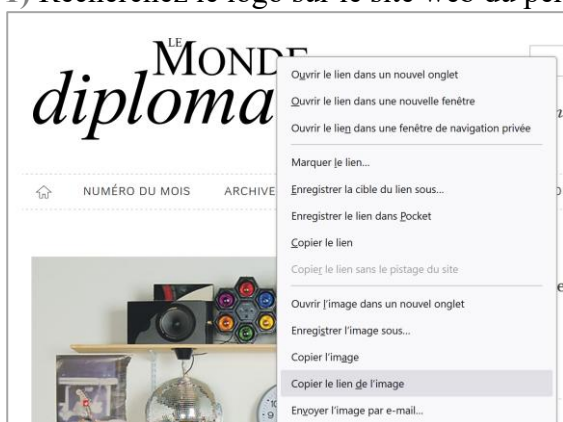 LE
MONDE
diploma
NUMÉRO DU MOIS
Ouvrir le lien dans un nouvel onglet
Ouvrir le lien dans une nouvelle fenêtre
Ouvrir le lien dans une fenêtre de navigation privée
Marquer le lien...
Enregistrer la cible du lien sous...
Enregistrer le lien dans Pocket
Copier le lien
Copier le lien sans le pistage du site
Ouvrir l'image dans un nouvel onglet
Enregistrer l'image sous...
Copier l'image
Copier le lien de l'image
Envoyer l'image par e-mail...